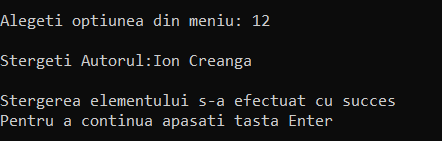 Alegeti optiunea din meniu: 12
Stergeti Autorul:Ion Creanga
Stergerea elementului s-a efectuat cu succes
Pentru a continua apasati tasta Enter